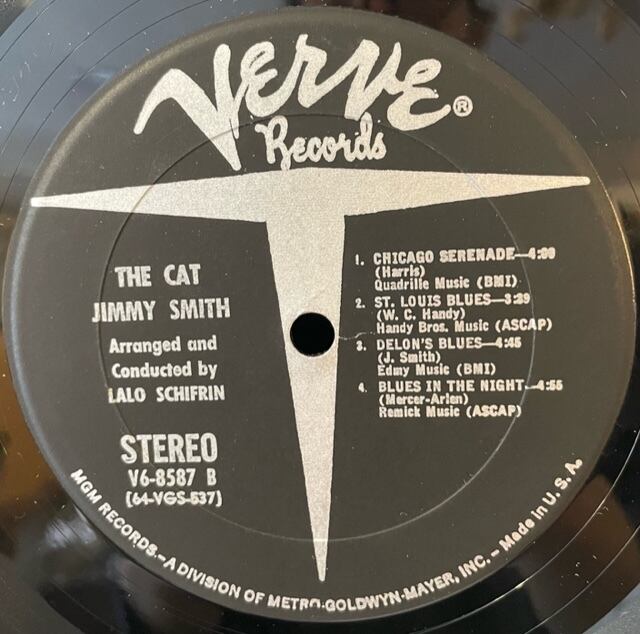 Verve®
Records
THE CAT
JIMMY SMITH
Arranged and
Conducted by
LALO SCHIFRIN
STEREO
V6-8587 B
(64-VGS-537)
1. CHICAGO SERENADE—4:00
(Harris)
Quadrille Music (BMI)
2. ST. LOUIS BLUES—3:29
(W. C. Handy)
Handy Bros. Music (ASCAP)
3. DELON'S BLUES—4:45
(J. Smith)
Edmy Music (BMI)
4. BLUES IN THE NIGHT—4:55
(Mercer-Arlen)
Remick Music (ASCAP)
MGM RECORDS.—A DIVISION OF METRO-GOLDWYN-MAYER, INC. – Made in U. S. A.